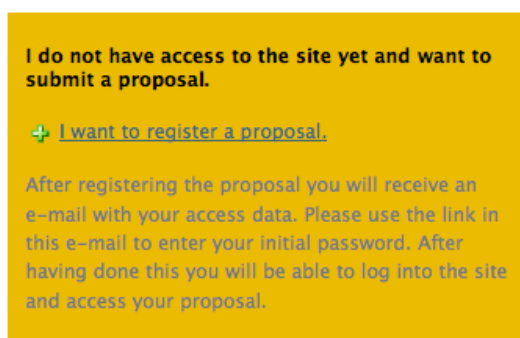 I do not have access to the site yet and want to
submit a proposal.
I want to register a proposal.
After registering the proposal you will receive an
e-mail with your access data. Please use the link in
this e-mail to enter your initial password. After
having done this you will be able to log into the site
and access your proposal.